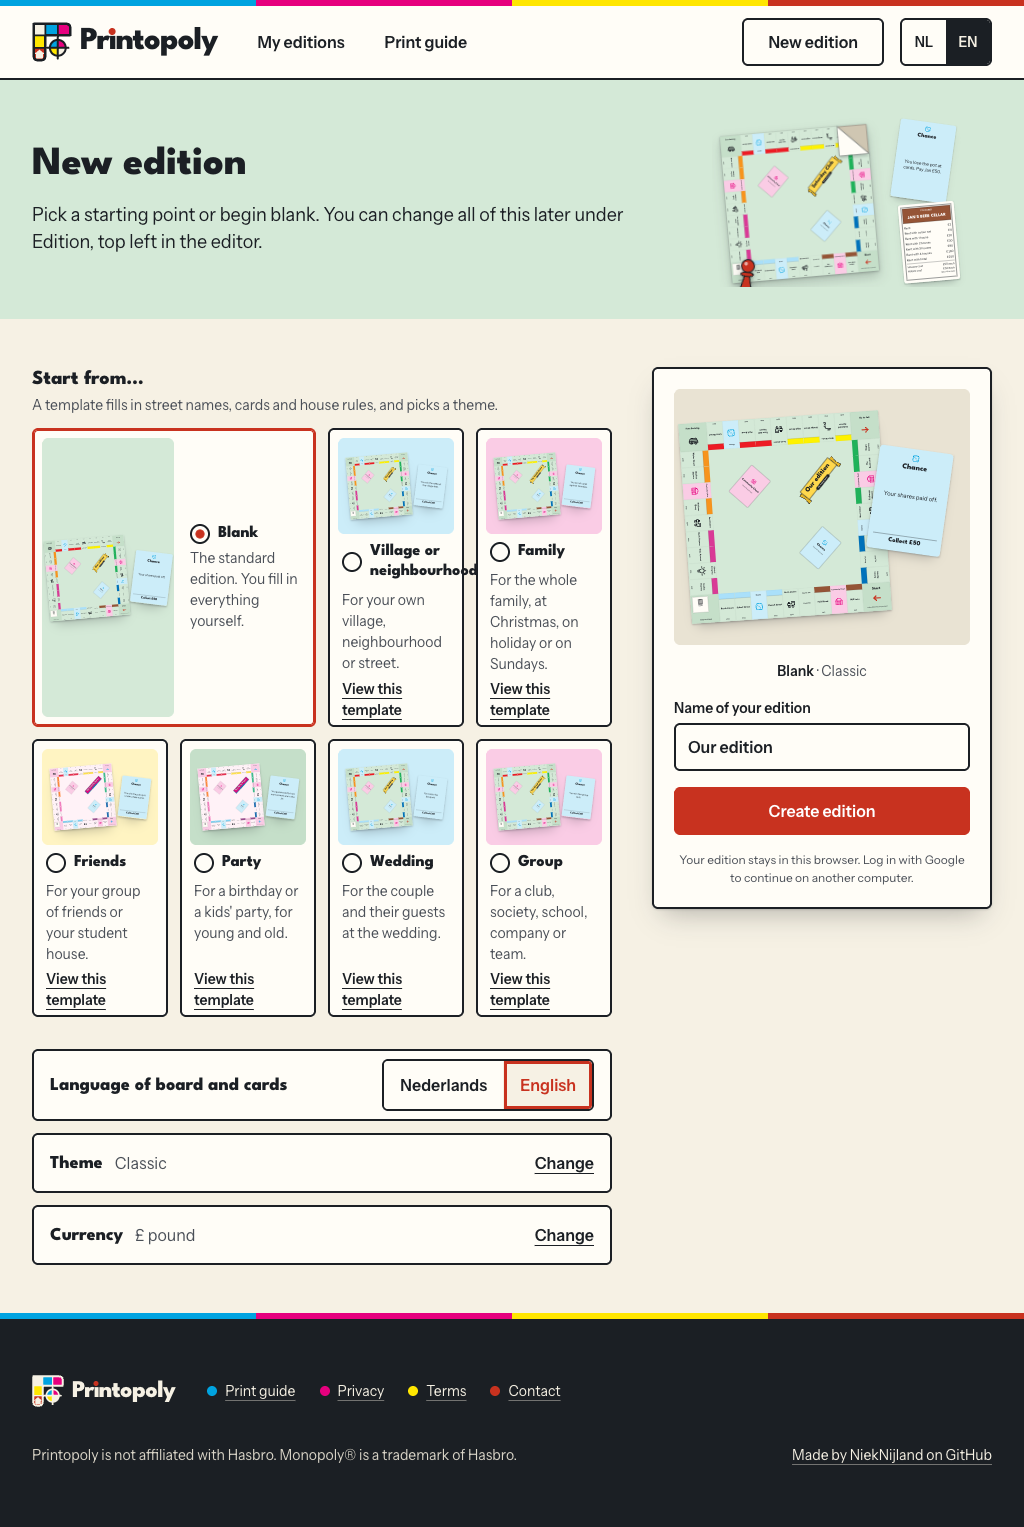 Printopoly
My editions
Print guide
New edition
NL
EN
New edition
Pick a starting point or begin blank. You can change all of this later under
Edition, top left in the editor.
Chance
Start from...
A template fills in street names, cards and house rules, and picks a theme.
Blank
The standard
edition. You fill in
everything
yourself.
Village or
neighbourhood
For your own
village,
neighbourhood
or street.
View this
template
Family
For the whole
family, at
Christmas, on
holiday or on
Sundays.
View this
template
Friends
For your group
of friends or
your student
house.
View this
template
Party
For a birthday or
a kids' party, for
young and old.
View this
template
Wedding
For the couple
and their guests
at the wedding.
View this
template
Group
For a club,
society, school,
company or
team.
View this
template
Our edition
Chance
Your shares paid off.
Collect £50
Blank · Classic
Name of your edition
Our edition
Create edition
Your edition stays in this browser. Log in with Google
to continue on another computer.
Language of board and cards
Nederlands
English
Theme Classic
Change
Currency £ pound
Change
Printopoly
Print guide
Privacy
Terms
Contact
Printopoly is not affiliated with Hasbro. Monopoly® is a trademark of Hasbro.
Made by NiekNijland on GitHub